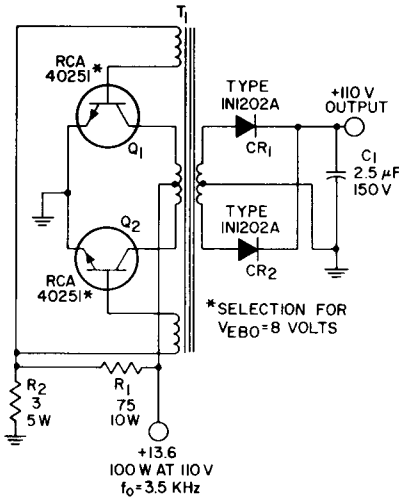 T1
RCA
40251*
Q1
TYPE
1N1202A
CR1
+110 V
OUTPUT
C1
2.5 µF
150 V
Q2
RCA
40251*
TYPE
1N1202A
CR2
*SELECTION FOR
VEBO=8 VOLTS
R2
3
5 W
R1
75
10W
+13.6
100 W AT 110 V
fo=3.5 KHz